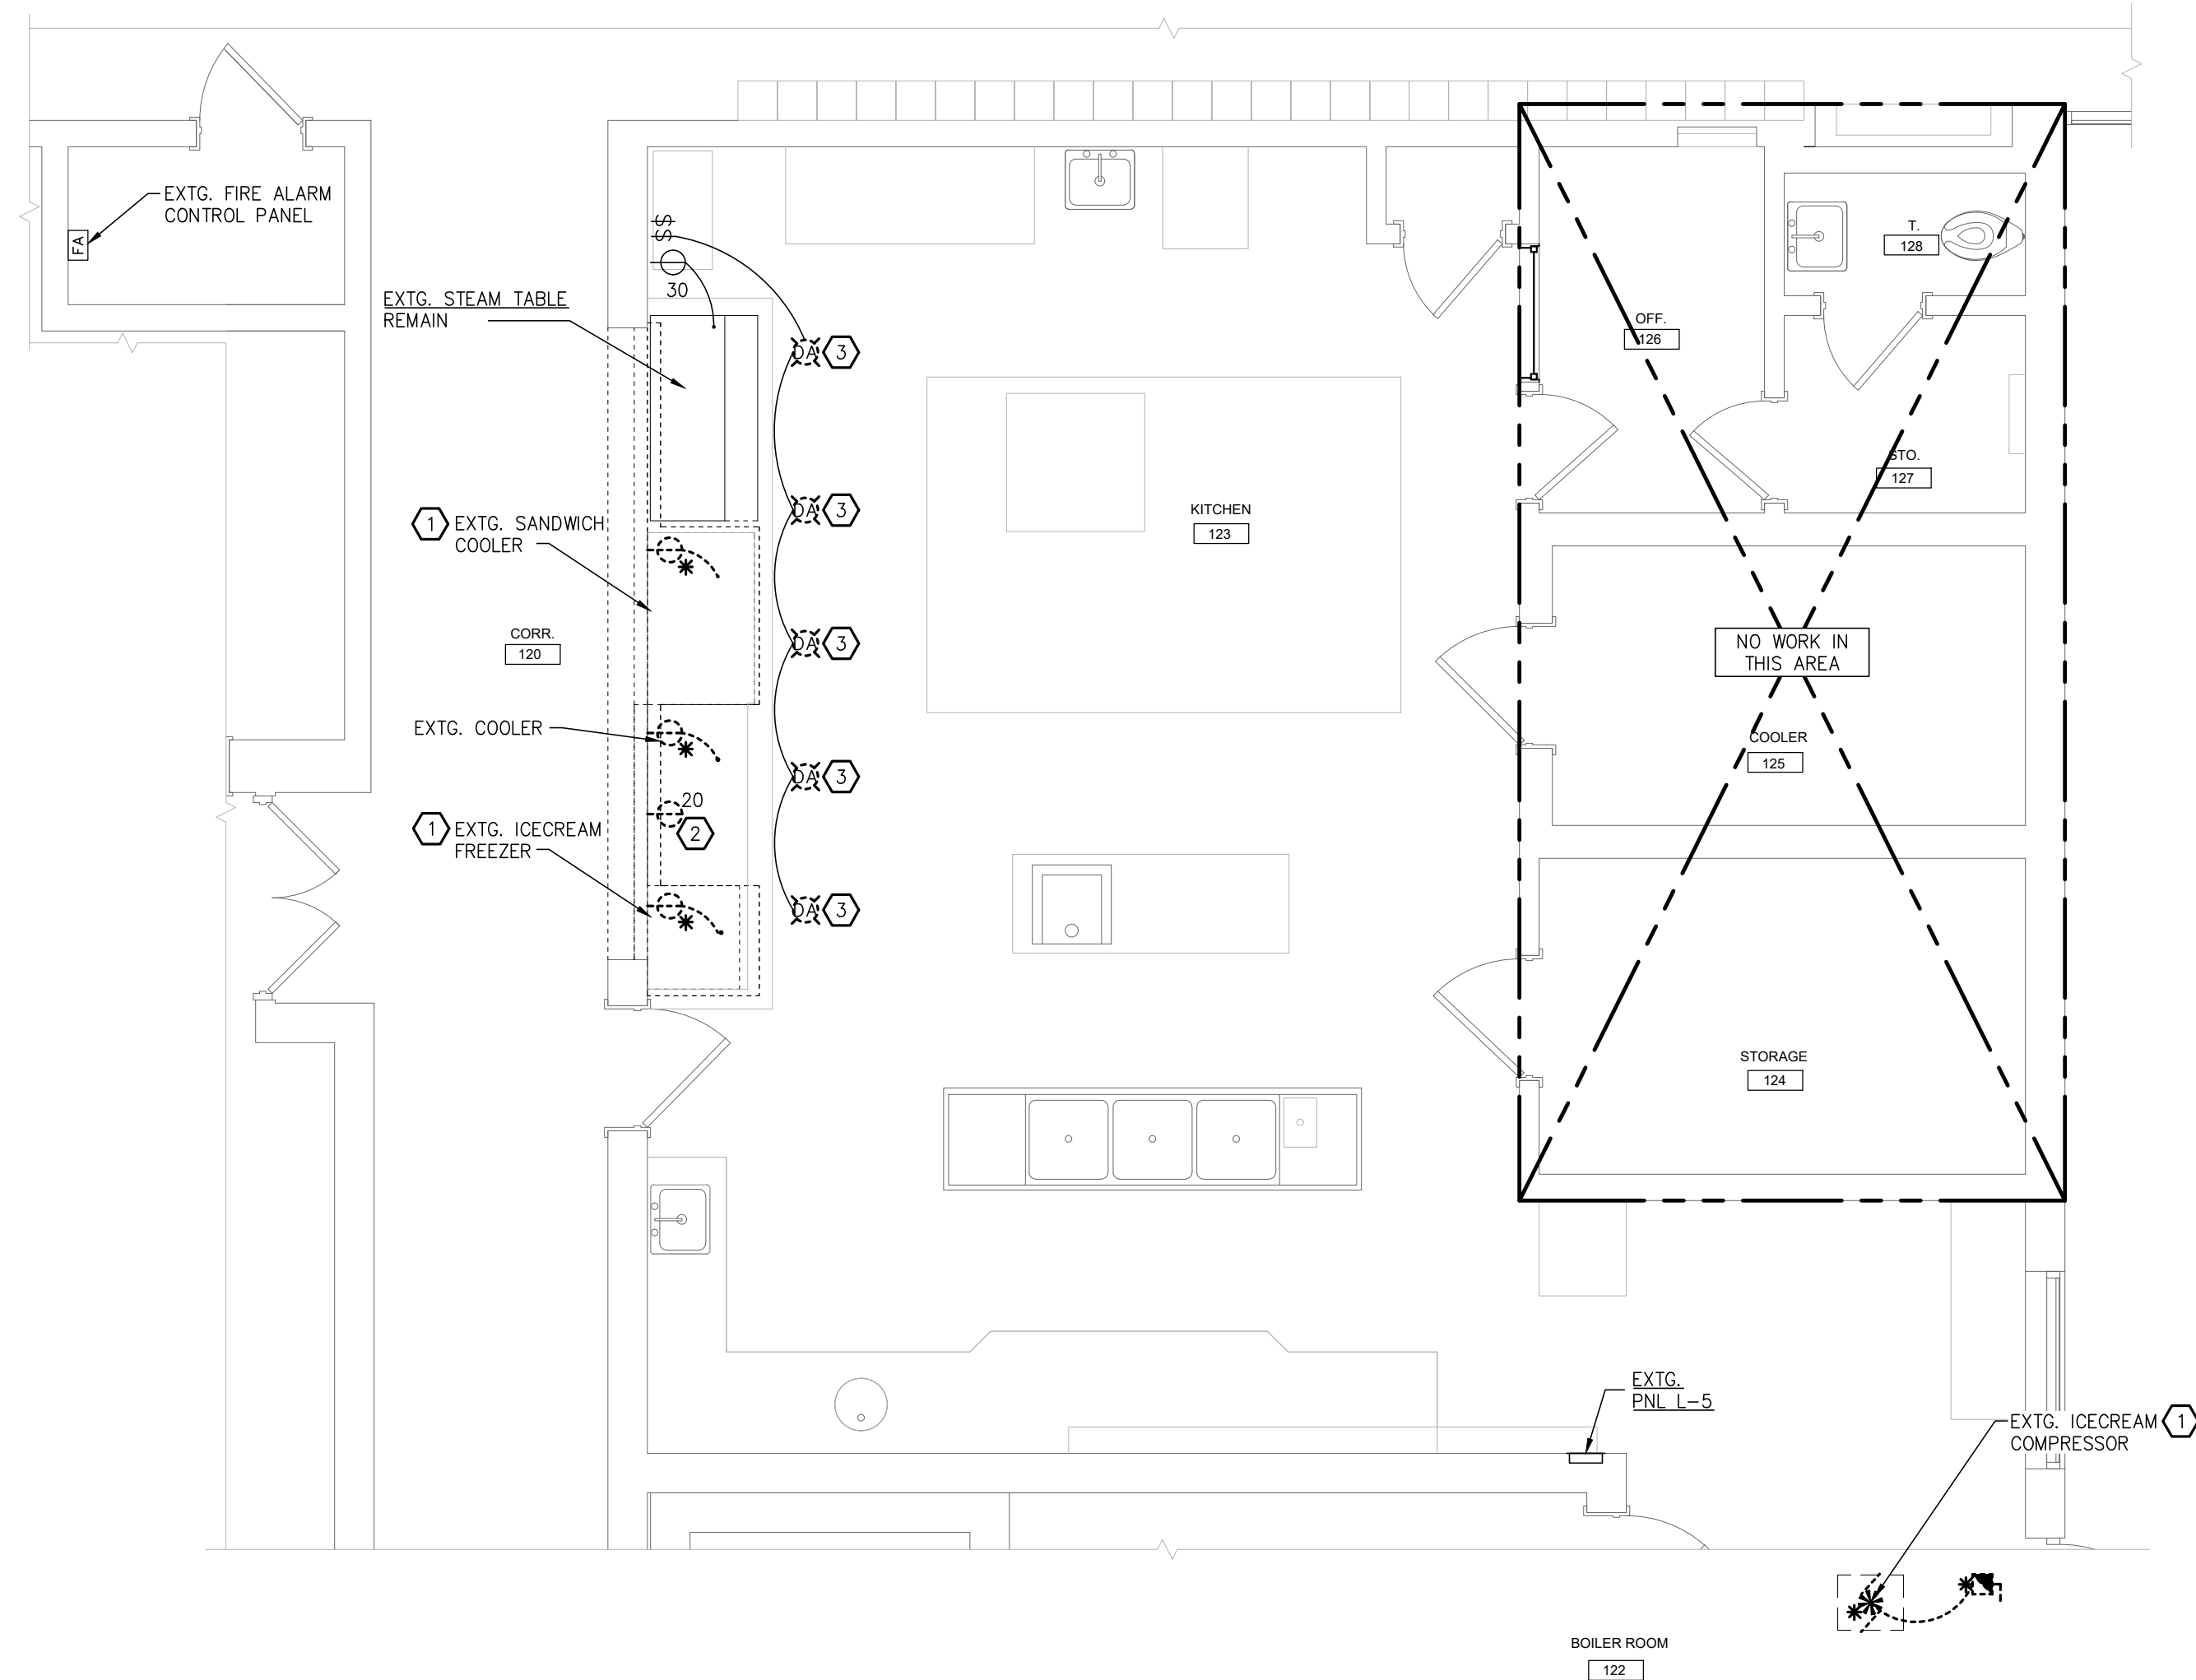 EXTG. FIRE ALARM
CONTROL PANEL
FA
SS
30
EXTG. STEAM TABLE
REMAIN
DA 3
DA 3
1 EXTG. SANDWICH
COOLER
DA 3
CORR.
120
EXTG. COOLER
DA 3
20
2
1 EXTG. ICECREAM
FREEZER
DA 3
KITCHEN
123
T.
128
OFF.
126
STO.
127
NO WORK IN
THIS AREA
COOLER
125
STORAGE
124
EXTG.
PNL L-5
EXTG. ICECREAM 1
COMPRESSOR
BOILER ROOM
122